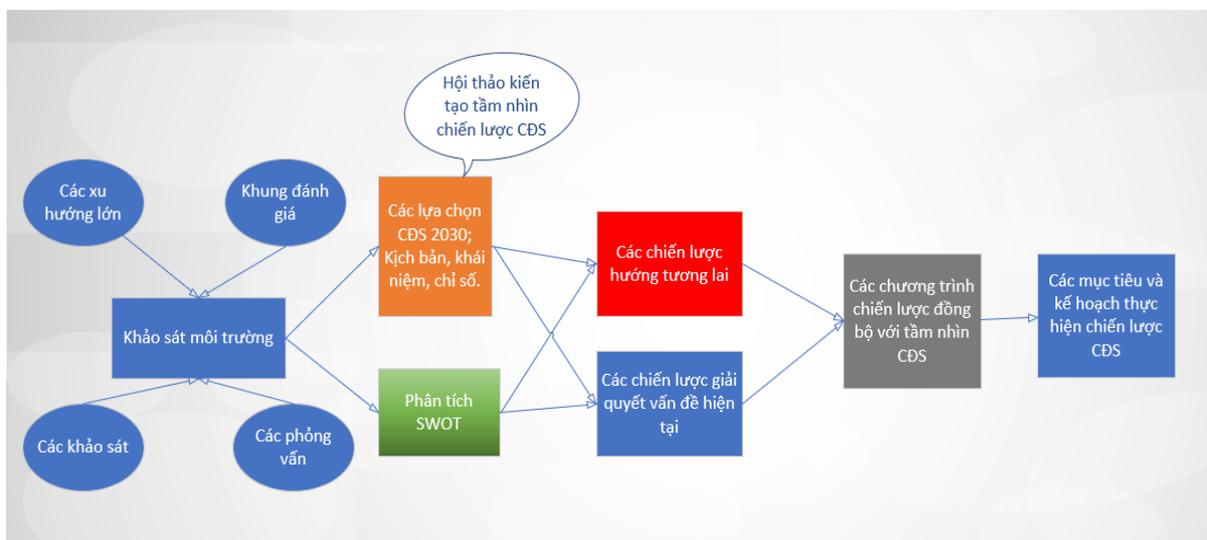 Hội thảo kiến
tạo tầm nhìn
chiến lược CĐS
Các xu
hướng lớn
Khung đánh
giá
Khảo sát môi trường
Các khảo sát
Các phỏng
vấn
Các lựa chọn
CĐS 2030;
Kịch bản, khái
niệm, chỉ số.
Phân tích
SWOT
Các chiến lược
hướng tương lai
Các chiến lược giải
quyết vấn đề hiện
tại
Các chương trình
chiến lược đồng
bộ với tầm nhìn
CĐS
Các mục tiêu và
kế hoạch thực
hiện chiến lược
CĐS